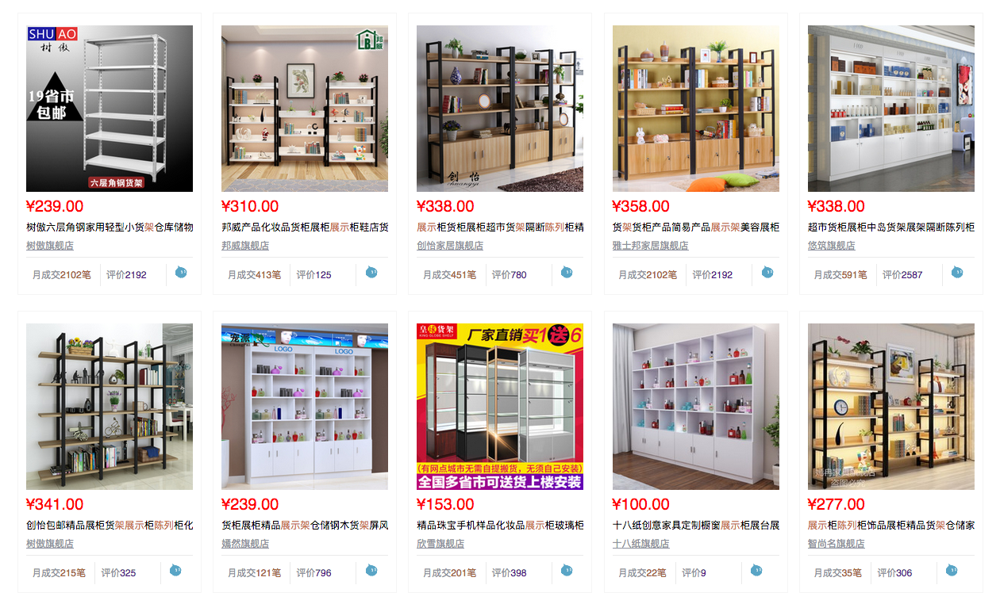 SHU AO
树傲
19省市
包邮
六层角钢货架
¥239.00
树傲六层角钢家用轻型小货架仓库储物
树傲旗舰店
月成交2102笔
评价2192
邦威
¥310.00
邦威产品化妆品货柜展柜展示柜鞋店货
邦威旗舰店
月成交413笔
评价125
创怡
chuangyi
¥338.00
展示柜货柜展柜超市货架隔断陈列柜精
创怡家居旗舰店
月成交451笔
评价780
¥358.00
货架货柜产品简易产品展示架美容展柜
雅士邦家居旗舰店
月成交2102笔
评价2192
¥338.00
超市货柜展柜中岛货架展架隔断陈列柜
悠筑旗舰店
月成交591笔
评价2587
¥341.00
创怡包邮精品展柜货架展示柜陈列柜化
树傲旗舰店
月成交215笔
评价325
宠派
LOGO
LOGO
¥239.00
货柜展柜精品展示架仓储钢木货架屏风
嫣然旗舰店
月成交121笔
评价796
皇球货架
KING GLOBE SHELF
厂家直销买1送6
(有网点城市无需自提搬货，无须自己安装)
全国多省市可送货上楼安装
¥153.00
精品珠宝手机样品化妆品展示柜玻璃柜
欣雪旗舰店
月成交201笔
评价398
¥100.00
十八纸创意家具定制橱窗展示柜展台展
十八纸旗舰店
月成交22笔
评价9
盗图必究
¥277.00
展示柜陈列柜饰品展柜精品货架仓储家
智尚名旗舰店
月成交35笔
评价306